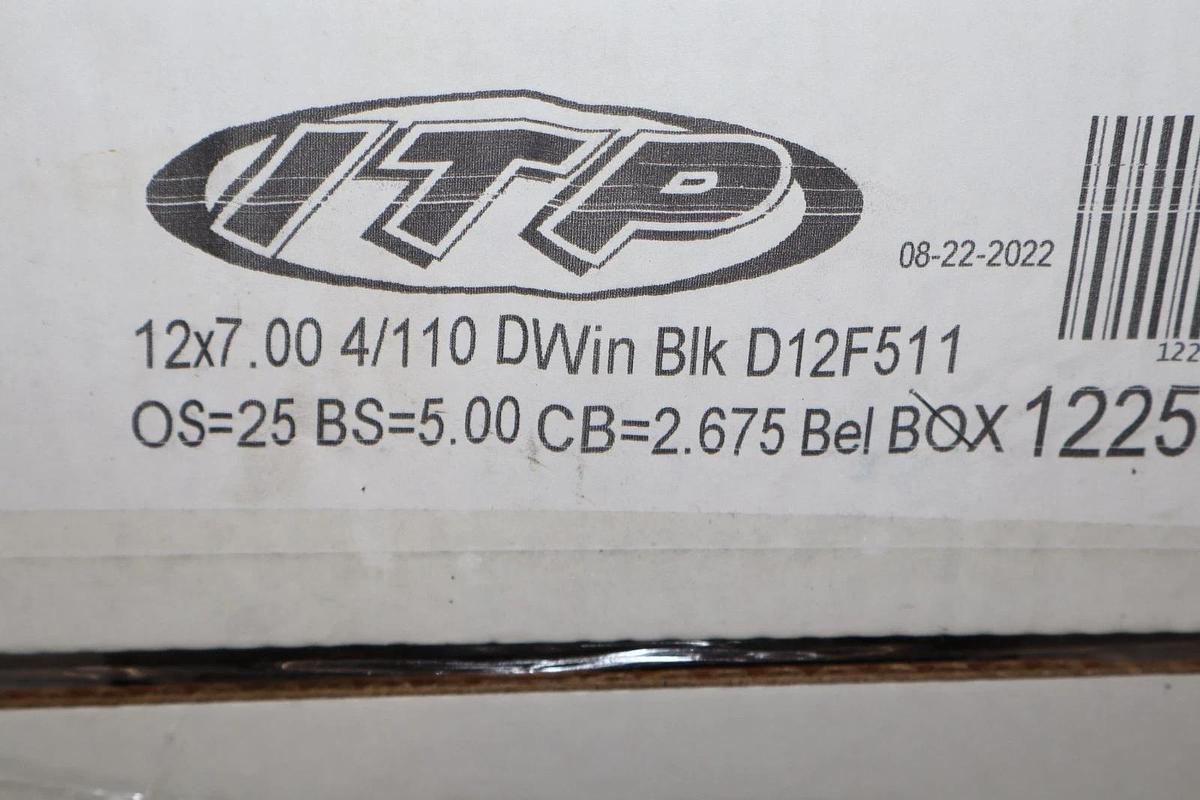 ITP
08-22-2022
12x7.00 4/110 DWin Blk D12F511
122
OS=25 BS=5.00 CB=2.675 Bel BOX 1225